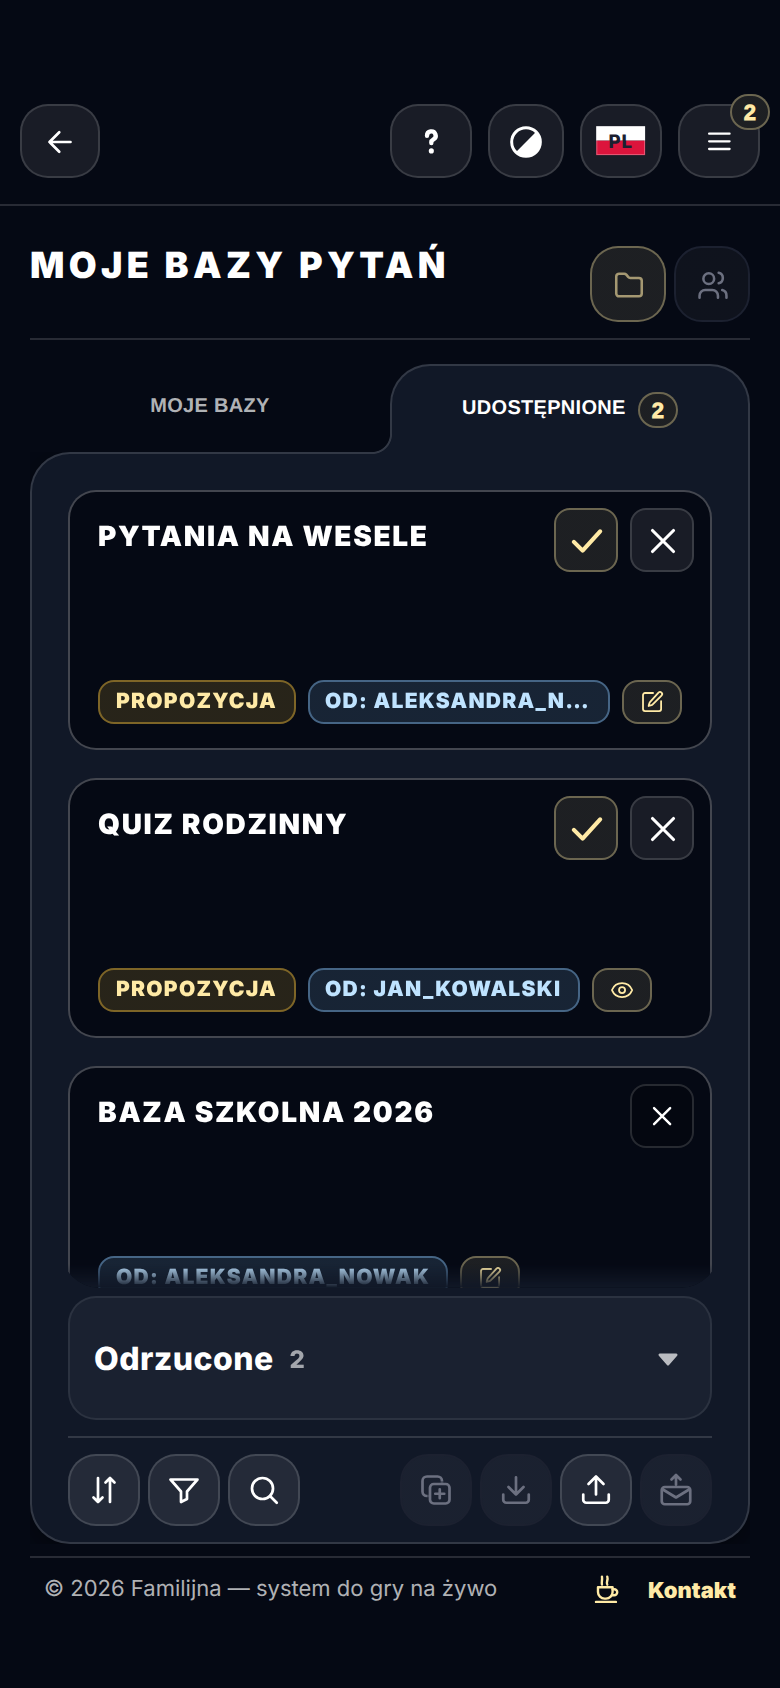 ?
PL
2
MOJE BAZY PYTAŃ
MOJE BAZY
UDOSTĘPNIONE 2
PYTANIA NA WESELE
PROPOZYCJA
OD: ALEKSANDRA_N...
QUIZ RODZINNY
PROPOZYCJA
OD: JAN_KOWALSKI
BAZA SZKOLNA 2026
OD: ALEKSANDRA_NOWAK
Odrzucone 2
© 2026 Familijna — system do gry na żywo
Kontakt